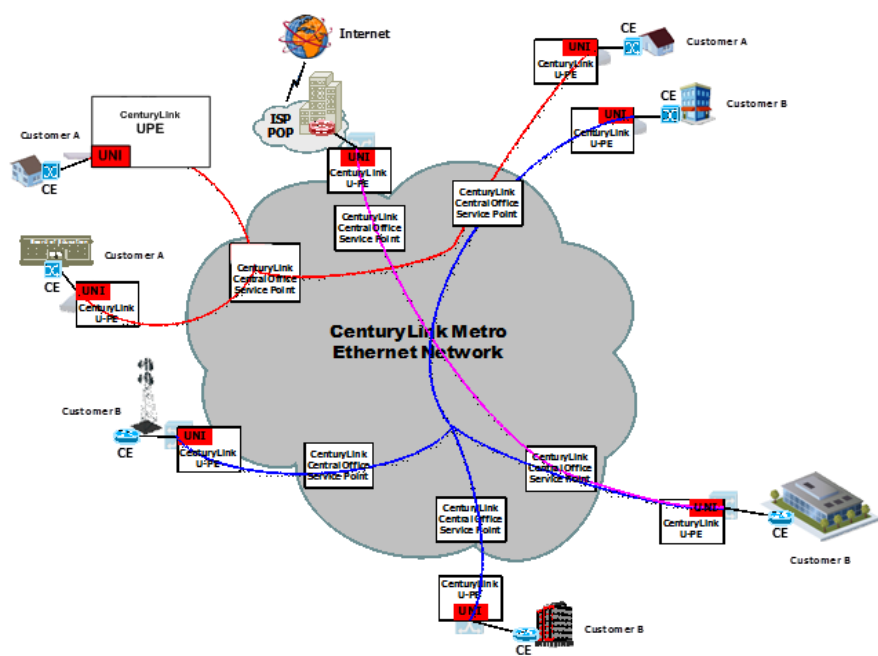 Internet
ISP
POP
UNI
CenturyLink
U-PE
CE
Customer A
UNI
CenturyLink
U-PE
CE
Customer B
UNI
CenturyLink
U-PE
CenturyLink
UPE
UNI
Customer A
CE
Customer A
CE
UNI
CenturyLink
U-PE
CenturyLink
Central Office
Service Point
CenturyLink
Central Office
Service Point
CenturyLink
Central Office
Service Point
CenturyLink Metro
Ethernet Network
Customer B
CE
UNI
CenturyLink
U-PE
CenturyLink
Central Office
Service Point
CenturyLink
Central Office
Service Point
CenturyLink
Central Office
Service Point
UNI
CenturyLink
U-PE
CE
Customer B
CenturyLink
U-PE
UNI
CE
Customer B